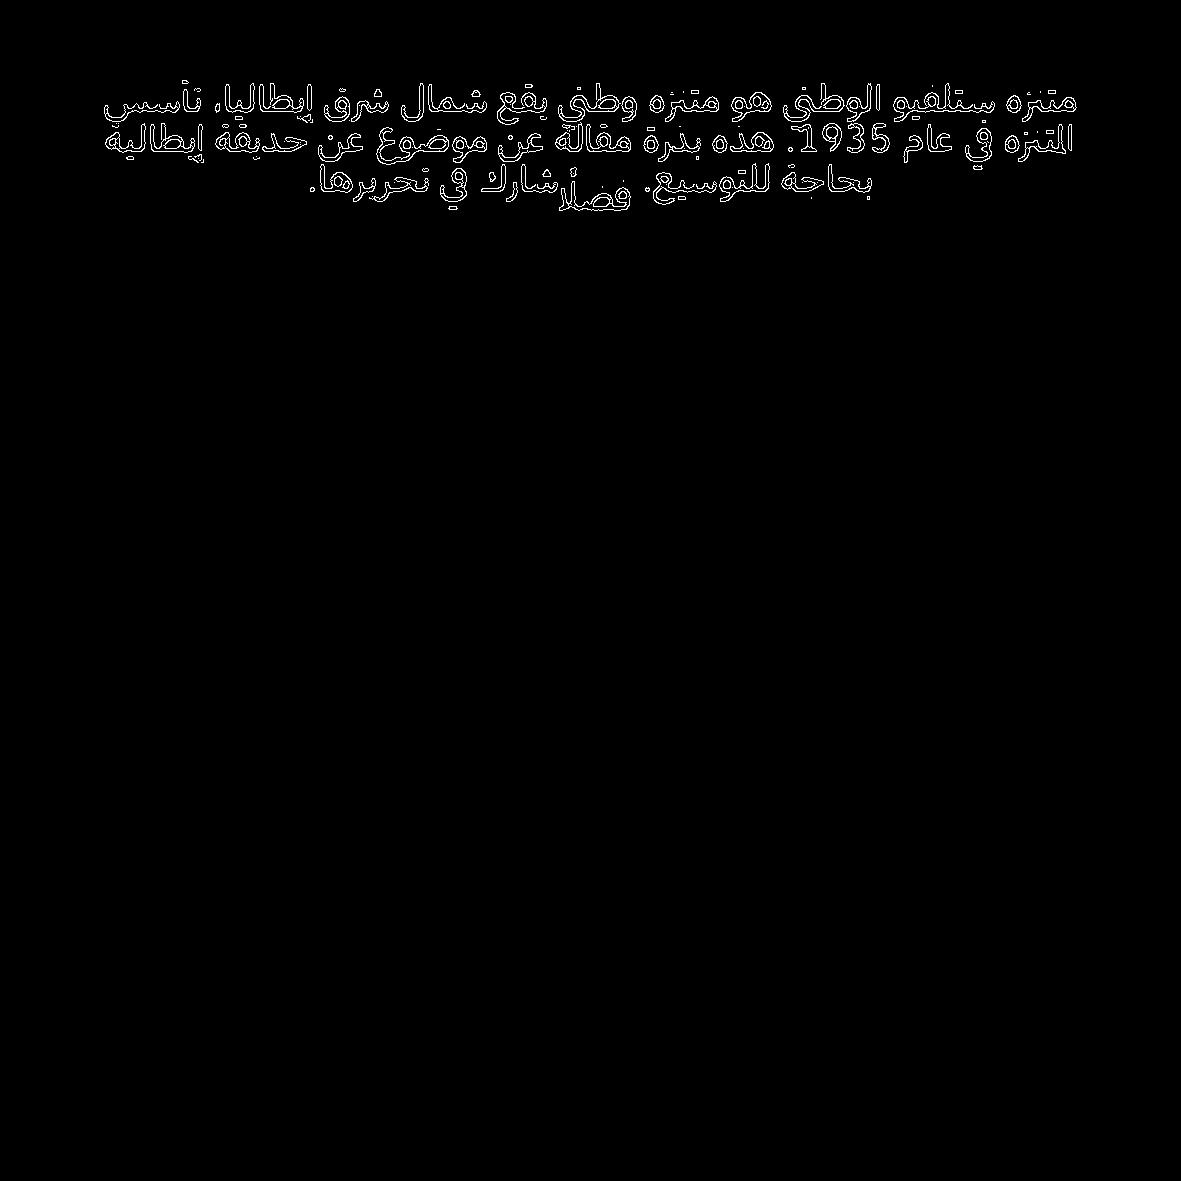 متنزه ستلفيو الوطني هو متنزه وطني يقع شمال شرق إيطاليا، تأسس
المتنزه في عام 1935. هذه بذرة مقالة عن موضوع عن حديقة إيطالية
بحاجة للتوسيع. فضلًا شارك في تحريرها.